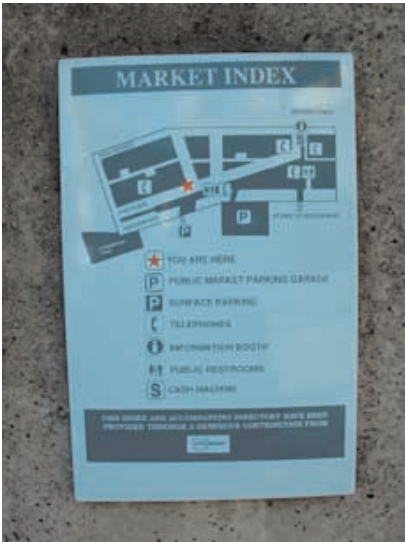 MARKET INDEX
YOU ARE HERE
P PUBLIC MARKET PARKING GARAGE
P SURFACE PARKING
TELEPHONES
INFORMATION BOOTH
PUBLIC RESTROOMS
S CASH MACHINE
THIS INDEX AND ACCOMPANYING DIRECTORY HAVE BEEN
PROVIDED THROUGH A GENEROUS CONTRIBUTION FROM